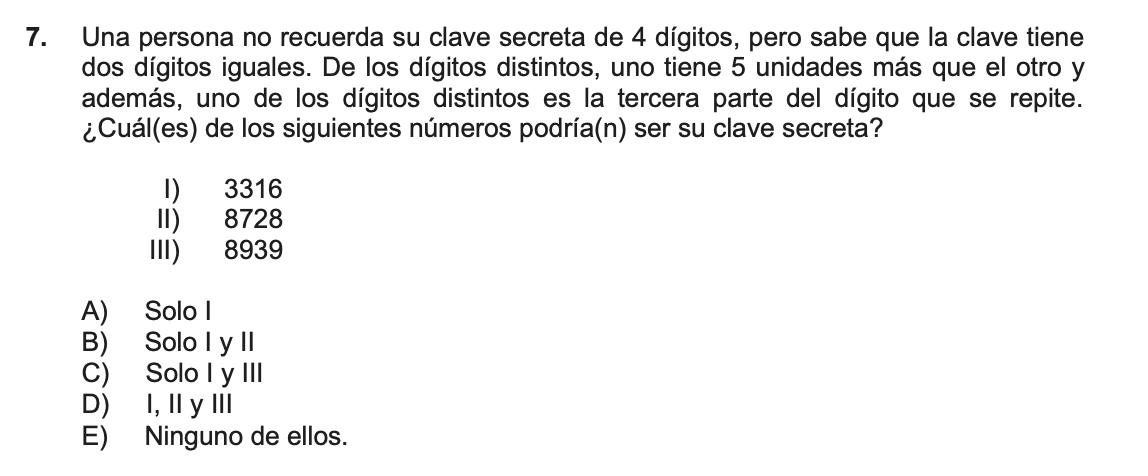 7. Una persona no recuerda su clave secreta de 4 dígitos, pero sabe que la clave tiene
dos dígitos iguales. De los dígitos distintos, uno tiene 5 unidades más que el otro y
además, uno de los dígitos distintos es la tercera parte del dígito que se repite.
¿Cuál(es) de los siguientes números podría(n) ser su clave secreta?
I) 3316
II) 8728
III) 8939
A) Solo I
B) Solo I y II
C) Solo I y III
D) I, II y III
E) Ninguno de ellos.